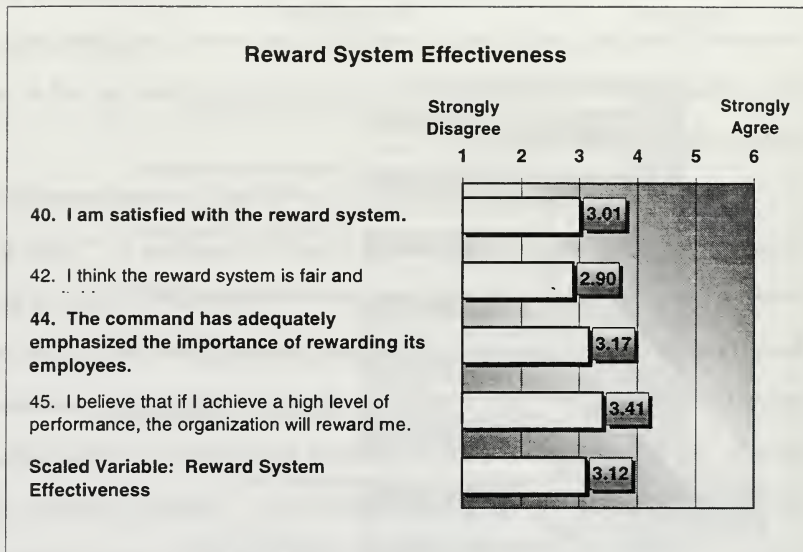 Reward System Effectiveness
Strongly Disagree
Strongly Agree
1 2 3 4 5 6
40. I am satisfied with the reward system.
3.01
42. I think the reward system is fair and
2.90
44. The command has adequately
emphasized the importance of rewarding its
employees.
3.17
45. I believe that if I achieve a high level of
performance, the organization will reward me.
3.41
Scaled Variable: Reward System
Effectiveness
3.12